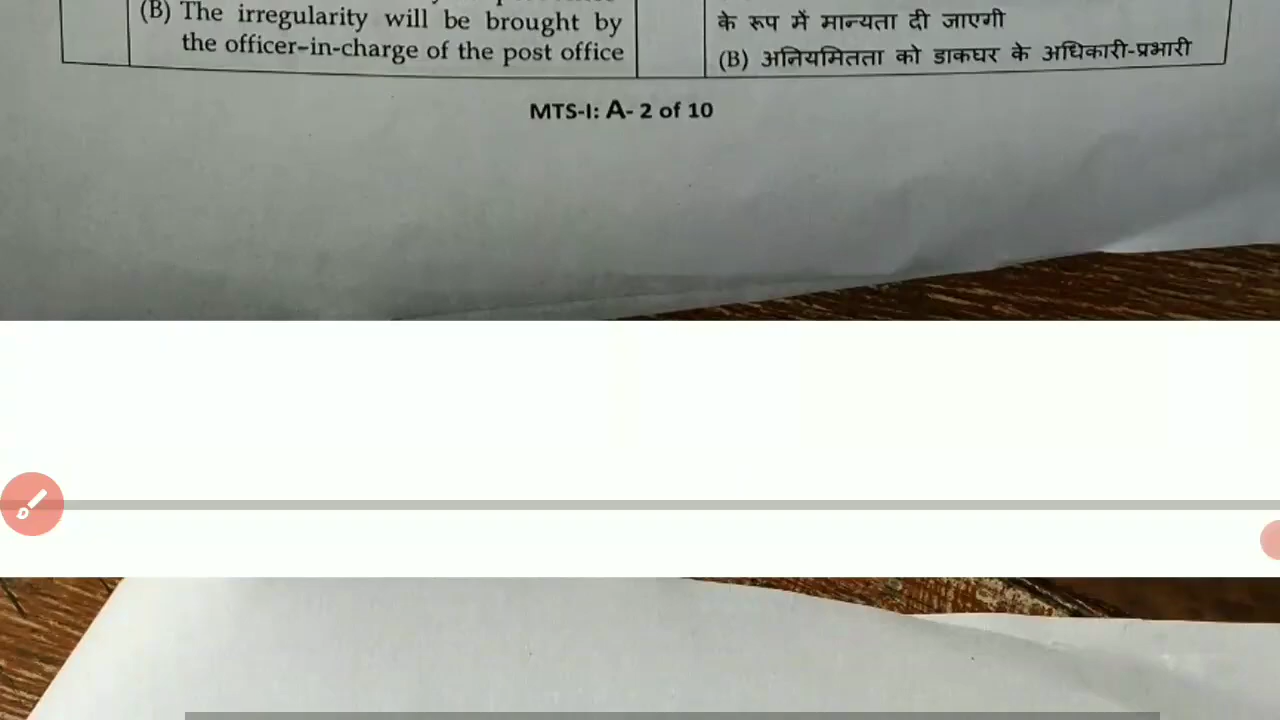 (B) The irregularity will be brought by
the officer-in-charge of the post office
के रूप में मान्यता दी जाएगी
(B) अनियमितता को डाकघर के अधिकारी-प्रभारी
MTS-I: A- 2 of 10